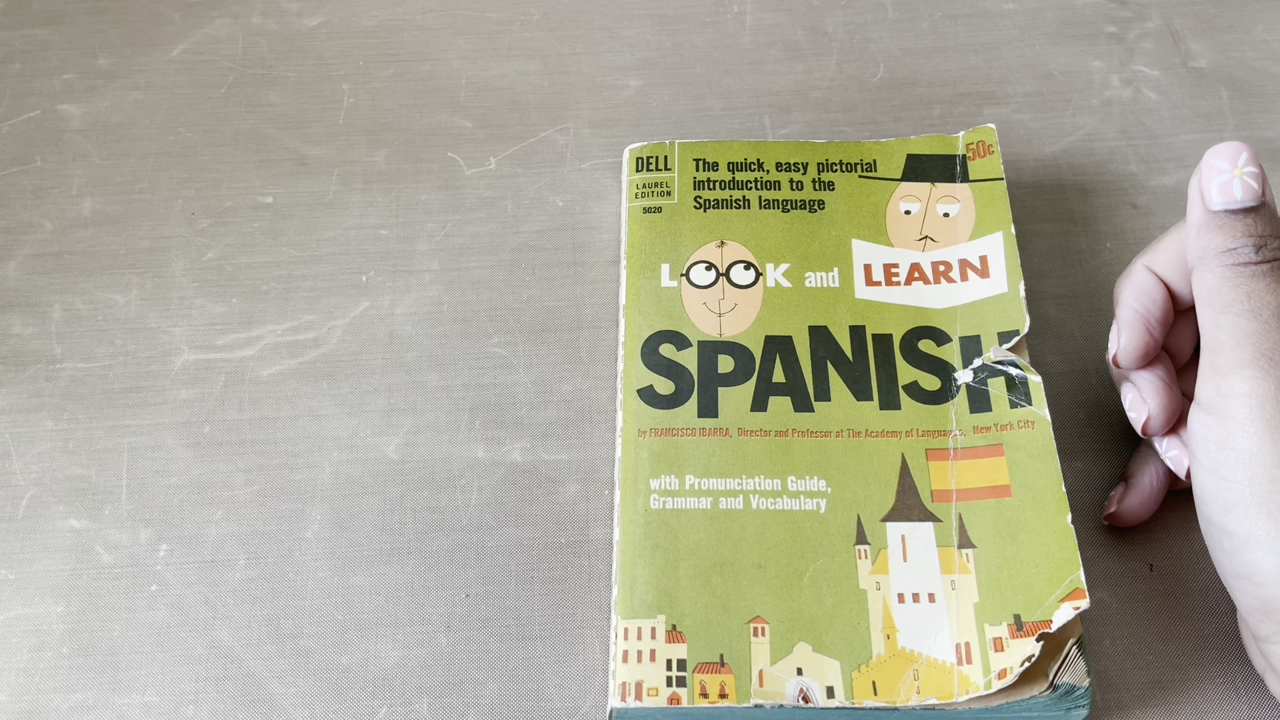 DELL
LAUREL
EDITION
5020
The quick, easy pictorial
introduction to the
Spanish language
50c
LOOK and LEARN
SPANISH
by FRANCISCO IBARRA, Director and Professor at The Academy of Languages, New York City
with Pronunciation Guide,
Grammar and Vocabulary